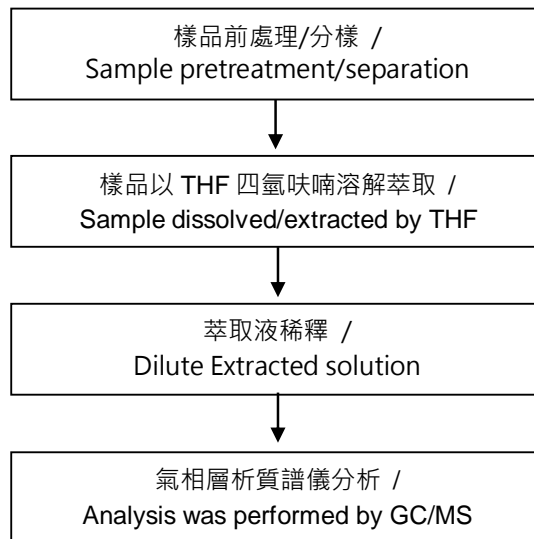 樣品前處理/分樣 /
Sample pretreatment/separation
樣品以 THF 四氫呋喃溶解萃取 /
Sample dissolved/extracted by THF
萃取液稀釋 /
Dilute Extracted solution
氣相層析質譜儀分析 /
Analysis was performed by GC/MS